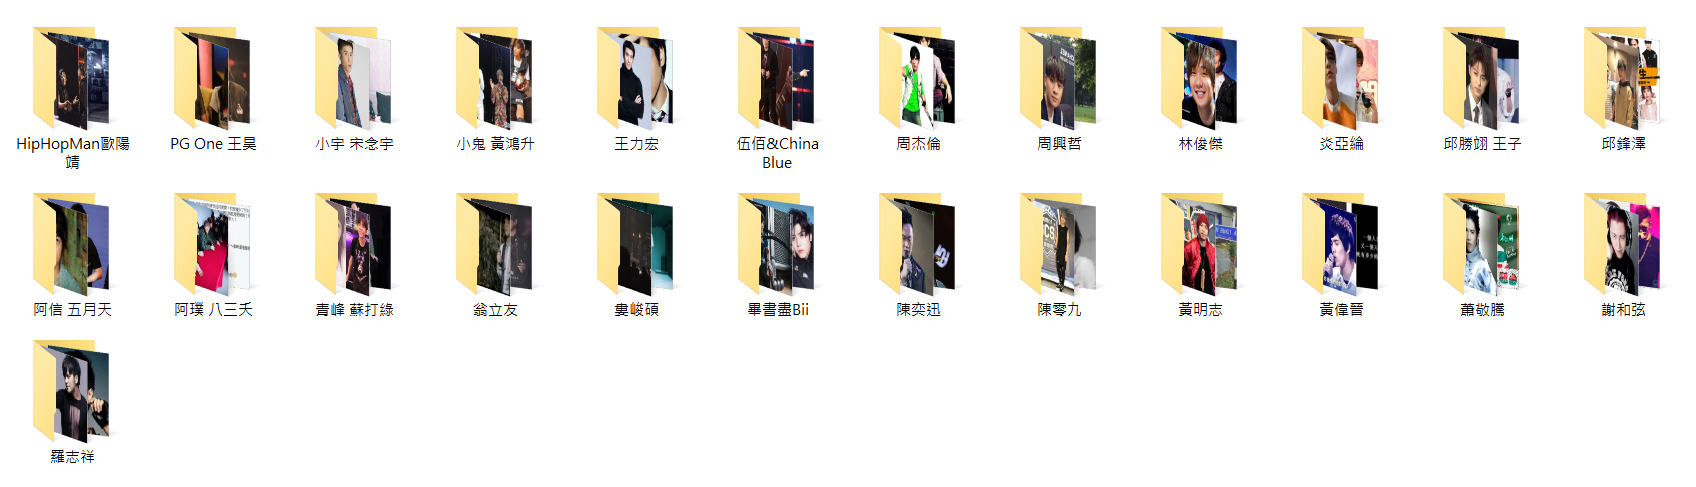 HipHopMan歐陽
靖
PG One 王昊
小宇 宋念宇
小鬼 黃鴻升
王力宏
伍佰&China
Blue
周杰倫
周興哲
林俊傑
炎亞綸
邱勝翊 王子
邱鋒澤
阿信 五月天
阿璞 八三夭
青峰 蘇打綠
翁立友
婁峻碩
畢書盡Bii
陳奕迅
陳零九
黃明志
黃偉晉
蕭敬騰
謝和弦
羅志祥